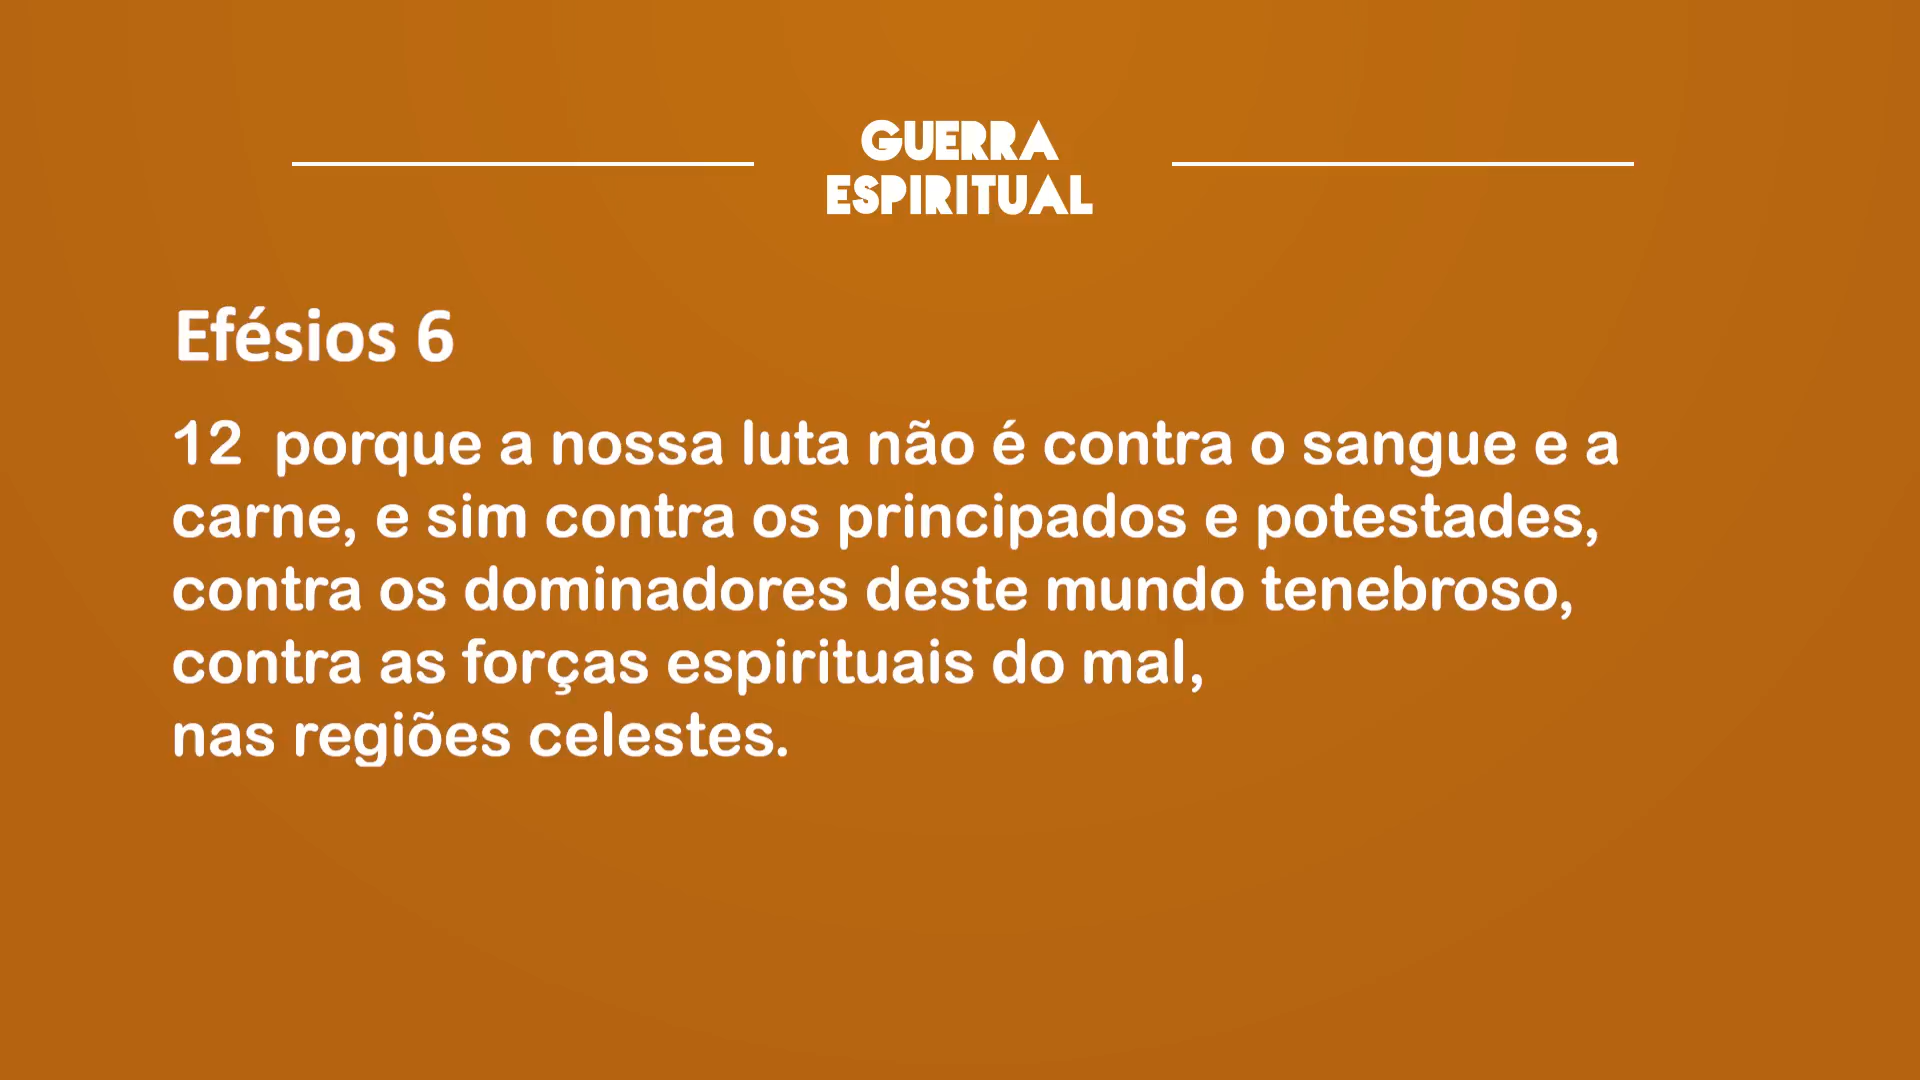 GUERRA
ESPIRITUAL
Efésios 6
12  porque a nossa luta não é contra o sangue e a
carne, e sim contra os principados e potestades,
contra os dominadores deste mundo tenebroso,
contra as forças espirituais do mal,
nas regiões celestes.